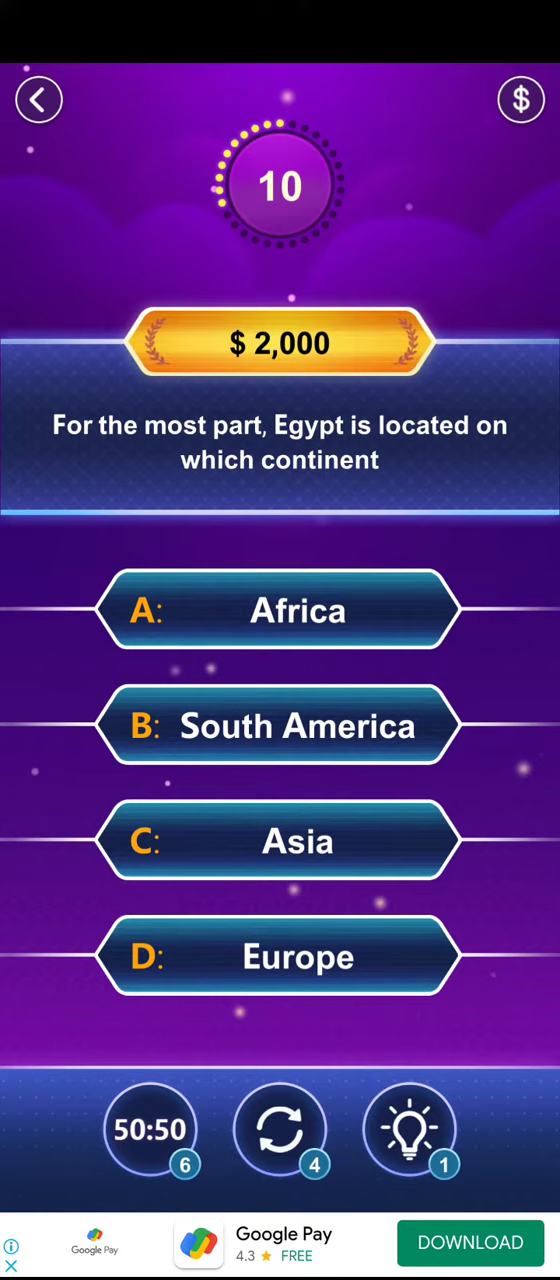 $
10
$ 2,000
For the most part, Egypt is located on
which continent
A: Africa
B: South America
C: Asia
D: Europe
50:50
6
4
1
Google Pay
Google Pay
4.3 ★ FREE
DOWNLOAD